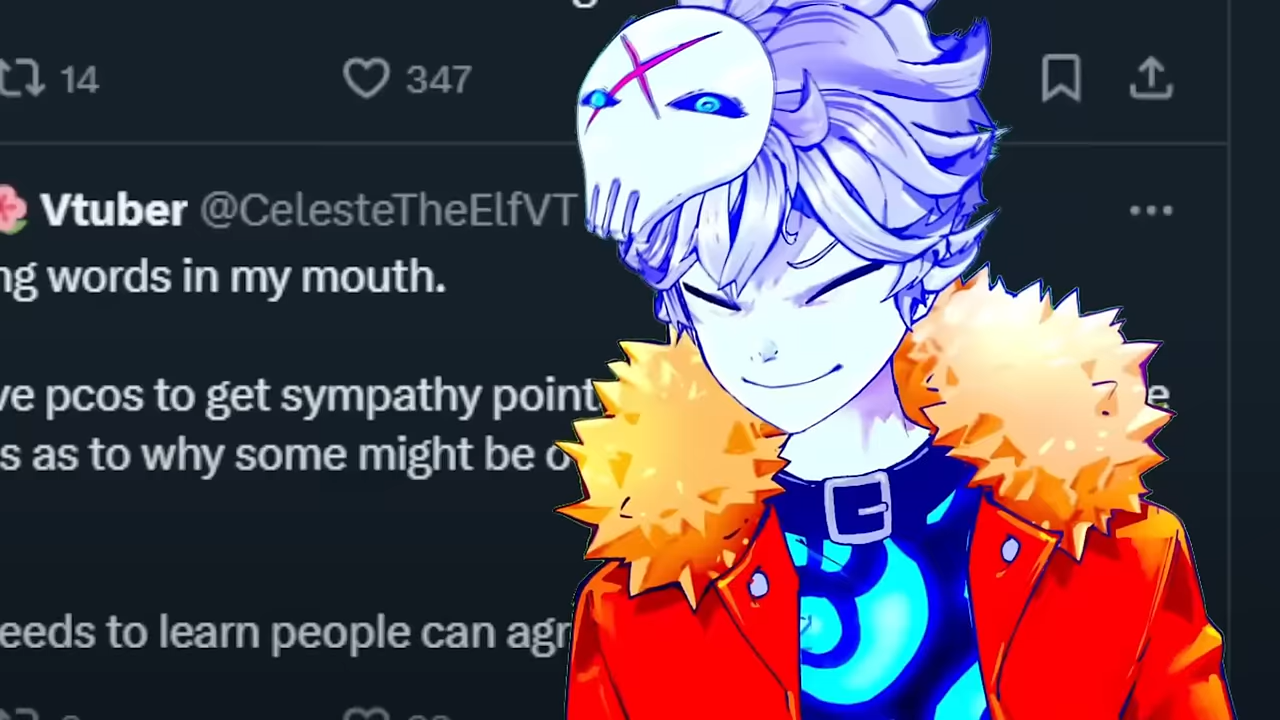 14 347
Vtuber @CelesteTheElfVT
ng words in my mouth.
ve pcos to get sympathy point e
s as to why some might be o
eeds to learn people can agr